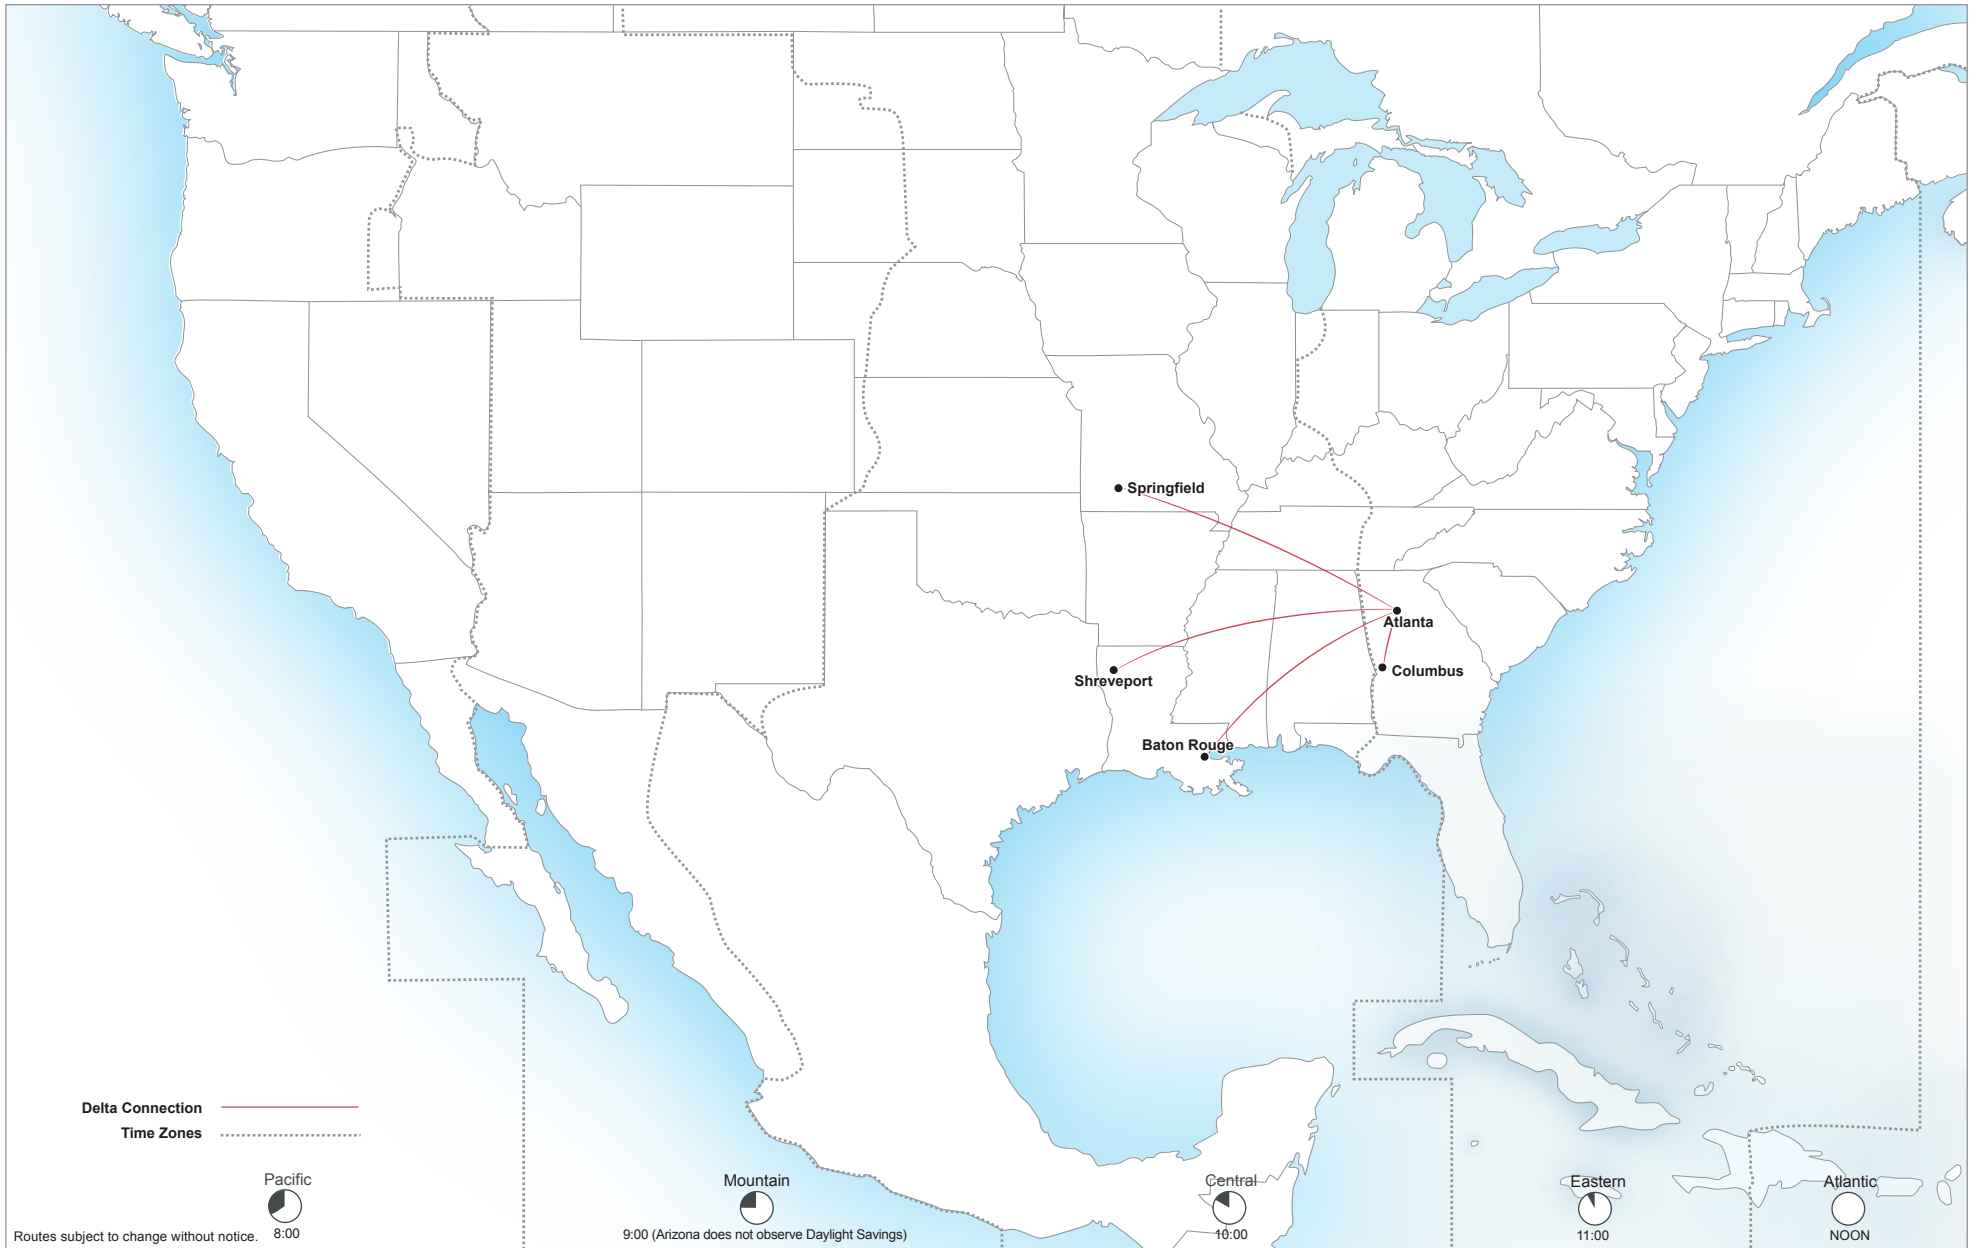 Springfield
Atlanta
Columbus
Shreveport
Baton Rouge
Delta Connection
Time Zones
Pacific
8:00
Mountain
9:00 (Arizona does not observe Daylight Savings)
Central
10:00
Eastern
11:00
Atlantic
NOON
Routes subject to change without notice.